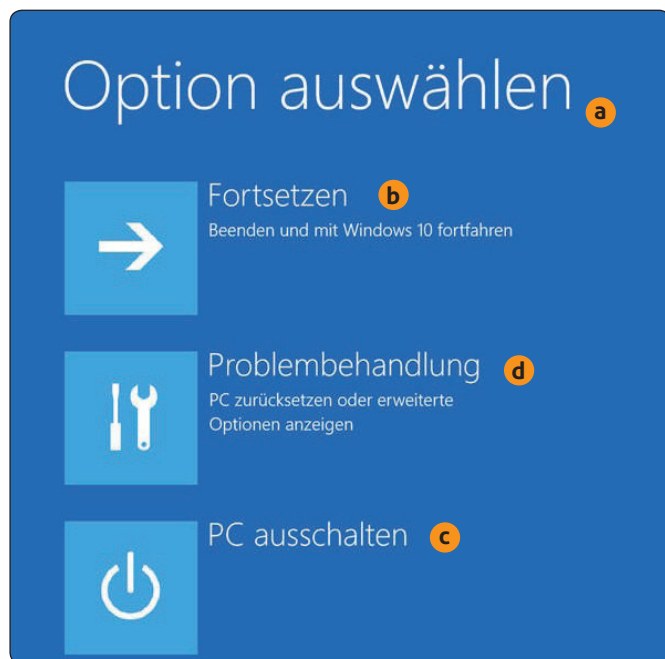 Option auswählen a
Fortsetzen b
Beenden und mit Windows 10 fortfahren
Problembehandlung d
PC zurücksetzen oder erweiterte
Optionen anzeigen
PC ausschalten c